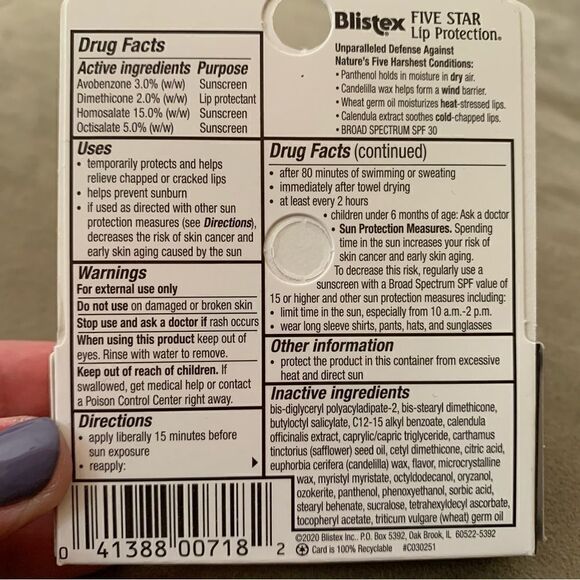 Blistex FIVE STAR
Lip Protection®
Unparalleled Defense Against
Nature's Five Harshest Conditions:
• Panthenol holds in moisture in dry air.
• Candelilla wax helps form a wind barrier.
• Wheat germ oil moisturizes heat-stressed lips.
• Calendula extract soothes cold-chapped lips.
• BROAD SPECTRUM SPF 30
Drug Facts
Active ingredients Purpose
Avobenzone 3.0% (w/w) Sunscreen
Dimethicone 2.0% (w/w) Lip protectant
Homosalate 15.0% (w/w) Sunscreen
Octisalate 5.0% (w/w) Sunscreen
Uses
• temporarily protects and helps
relieve chapped or cracked lips
• helps prevent sunburn
• if used as directed with other sun
protection measures (see Directions),
decreases the risk of skin cancer and
early skin aging caused by the sun
Warnings
For external use only
Do not use on damaged or broken skin
Stop use and ask a doctor if rash occurs
When using this product keep out of
eyes. Rinse with water to remove.
Keep out of reach of children. If
swallowed, get medical help or contact
a Poison Control Center right away.
Directions
• apply liberally 15 minutes before
sun exposure
• reapply:
Drug Facts (continued)
• after 80 minutes of swimming or sweating
• immediately after towel drying
• at least every 2 hours
• children under 6 months of age: Ask a doctor
• Sun Protection Measures. Spending
time in the sun increases your risk of
skin cancer and early skin aging.
To decrease this risk, regularly use a
sunscreen with a Broad Spectrum SPF value of
15 or higher and other sun protection measures including:
• limit time in the sun, especially from 10 a.m.-2 p.m.
• wear long sleeve shirts, pants, hats, and sunglasses
Other information
• protect the product in this container from excessive
heat and direct sun
Inactive ingredients
bis-diglyceryl polyacyladipate-2, bis-stearyl dimethicone,
butyloctyl salicylate, C12-15 alkyl benzoate, calendula
officinalis extract, caprylic/capric triglyceride, carthamus
tinctorius (safflower) seed oil, cetyl dimethicone, citric acid,
euphorbia cerifera (candelilla) wax, flavor, microcrystalline
wax, myristyl myristate, octyldodecanol, oryzanol,
ozokerite, panthenol, phenoxyethanol, sorbic acid,
stearyl behenate, sucralose, tetrahexyldecyl ascorbate,
tocopheryl acetate, triticum vulgare (wheat) germ oil
0 41388 00718 2
©2020 Blistex Inc., P.O. Box 5392, Oak Brook, IL 60522-5392
Card is 100% Recyclable #C030251